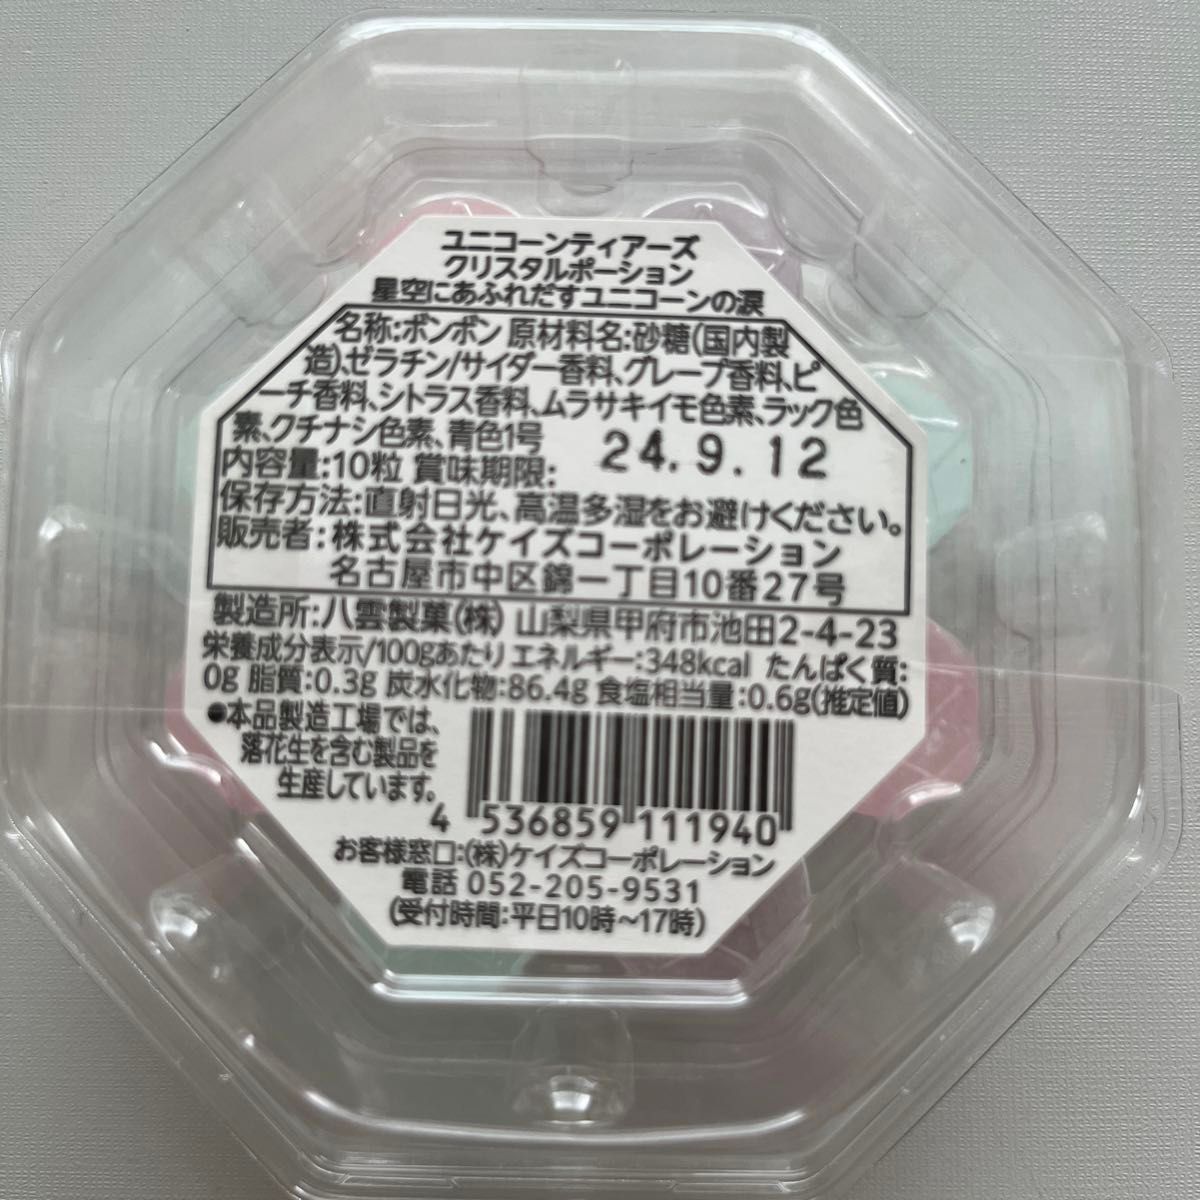 ユニコーンティアーズ
クリスタルポーション
星空にあふれだすユニコーンの涙
名称:ボンボン 原材料名:砂糖(国内製
造)、ゼラチン/サイダー香料、グレープ香料、ピ
ーチ香料、シトラス香料、ムラサキイモ色素、ラック色
素、クチナシ色素、青色1号
内容量:10粒 賞味期限: 24.9.12
保存方法:直射日光、高温多湿をお避けください。
販売者:株式会社ケイズコーポレーション
名古屋市中区錦一丁目10番27号
製造所:八雲製菓(株) 山梨県甲府市池田2-4-23
栄養成分表示/100gあたり エネルギー:348kcal たんぱく質:
0g 脂質:0.3g 炭水化物:86.4g 食塩相当量:0.6g(推定値)
●本品製造工場では、
落花生を含む製品を
生産しています。
4 536859 111940
お客様窓口:(株)ケイズコーポレーション
電話 052-205-9531
(受付時間:平日10時〜17時)